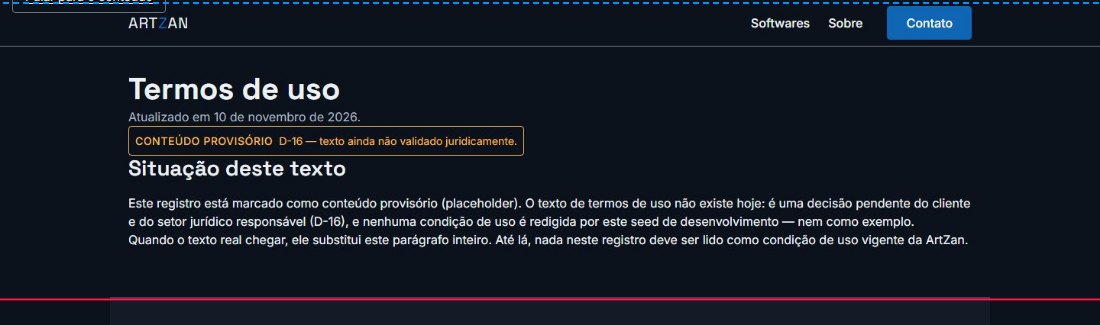 Pular para o conteúdo
ARTZAN
Softwares
Sobre
Contato
Termos de uso
Atualizado em 10 de novembro de 2026.
CONTEÚDO PROVISÓRIO D-16 — texto ainda não validado juridicamente.
Situação deste texto
Este registro está marcado como conteúdo provisório (placeholder). O texto de termos de uso não existe hoje: é uma decisão pendente do cliente
e do setor jurídico responsável (D-16), e nenhuma condição de uso é redigida por este seed de desenvolvimento — nem como exemplo.
Quando o texto real chegar, ele substitui este parágrafo inteiro. Até lá, nada neste registro deve ser lido como condição de uso vigente da ArtZan.